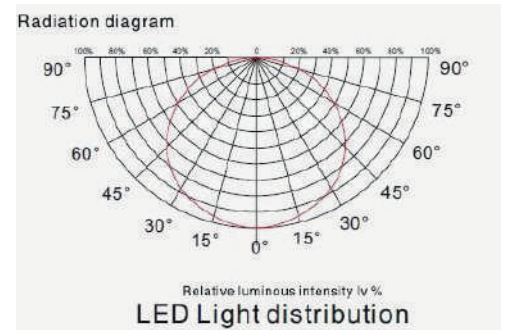 Radiation diagram
100% 80% 60% 40% 20% 0 20% 40% 60% 80% 100%
90° 90°
75° 75°
60° 60°
45° 45°
30° 30°
15° 0° 15°
Relative luminous intensity Iv %
LED Light distribution